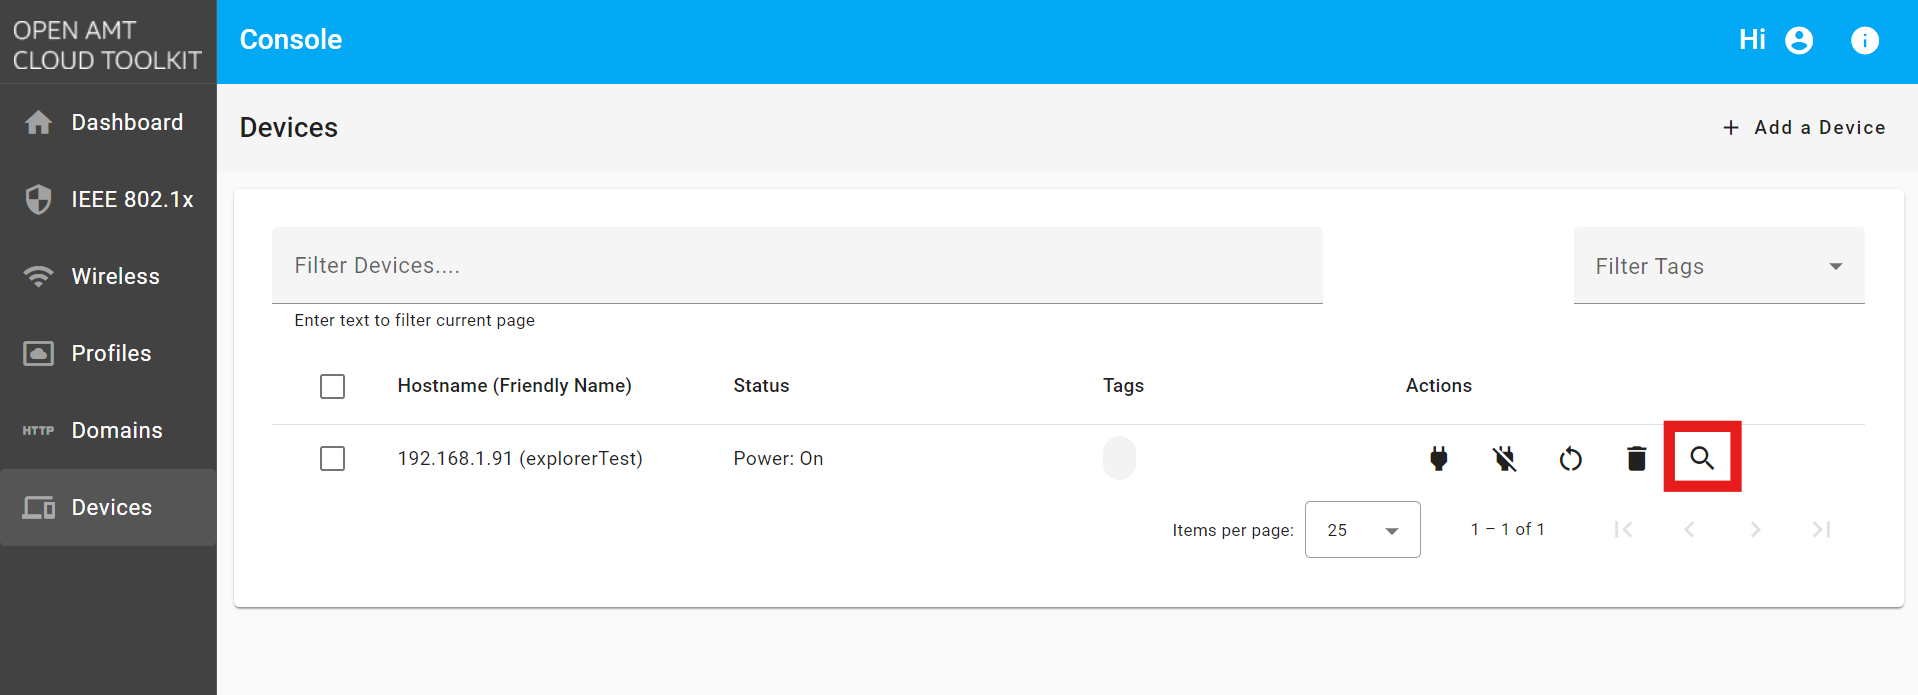 OPEN AMT
CLOUD TOOLKIT
Console
Hi
Dashboard
IEEE 802.1x
Wireless
Profiles
HTTP Domains
Devices
Devices
+ Add a Device
Filter Devices....
Filter Tags
Enter text to filter current page
Hostname (Friendly Name) Status Tags Actions
192.168.1.91 (explorerTest) Power: On
Items per page: 25 1 – 1 of 1